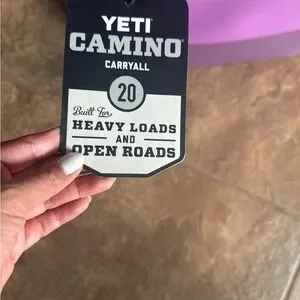 YETI
CAMINO
CARRYALL
20
Built For
HEAVY LOADS
AND
OPEN ROADS